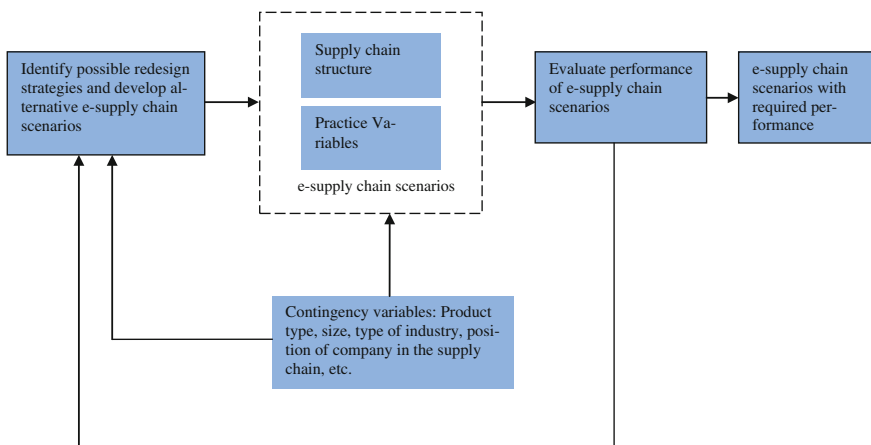 Identify possible redesign
strategies and develop al-
ternative e-supply chain
scenarios
Supply chain
structure
Practice Va-
riables
e-supply chain scenarios
Evaluate performance
of e-supply chain
scenarios
e-supply chain
scenarios with
required per-
formance
Contingency variables: Product
type, size, type of industry, posi-
tion of company in the supply
chain, etc.